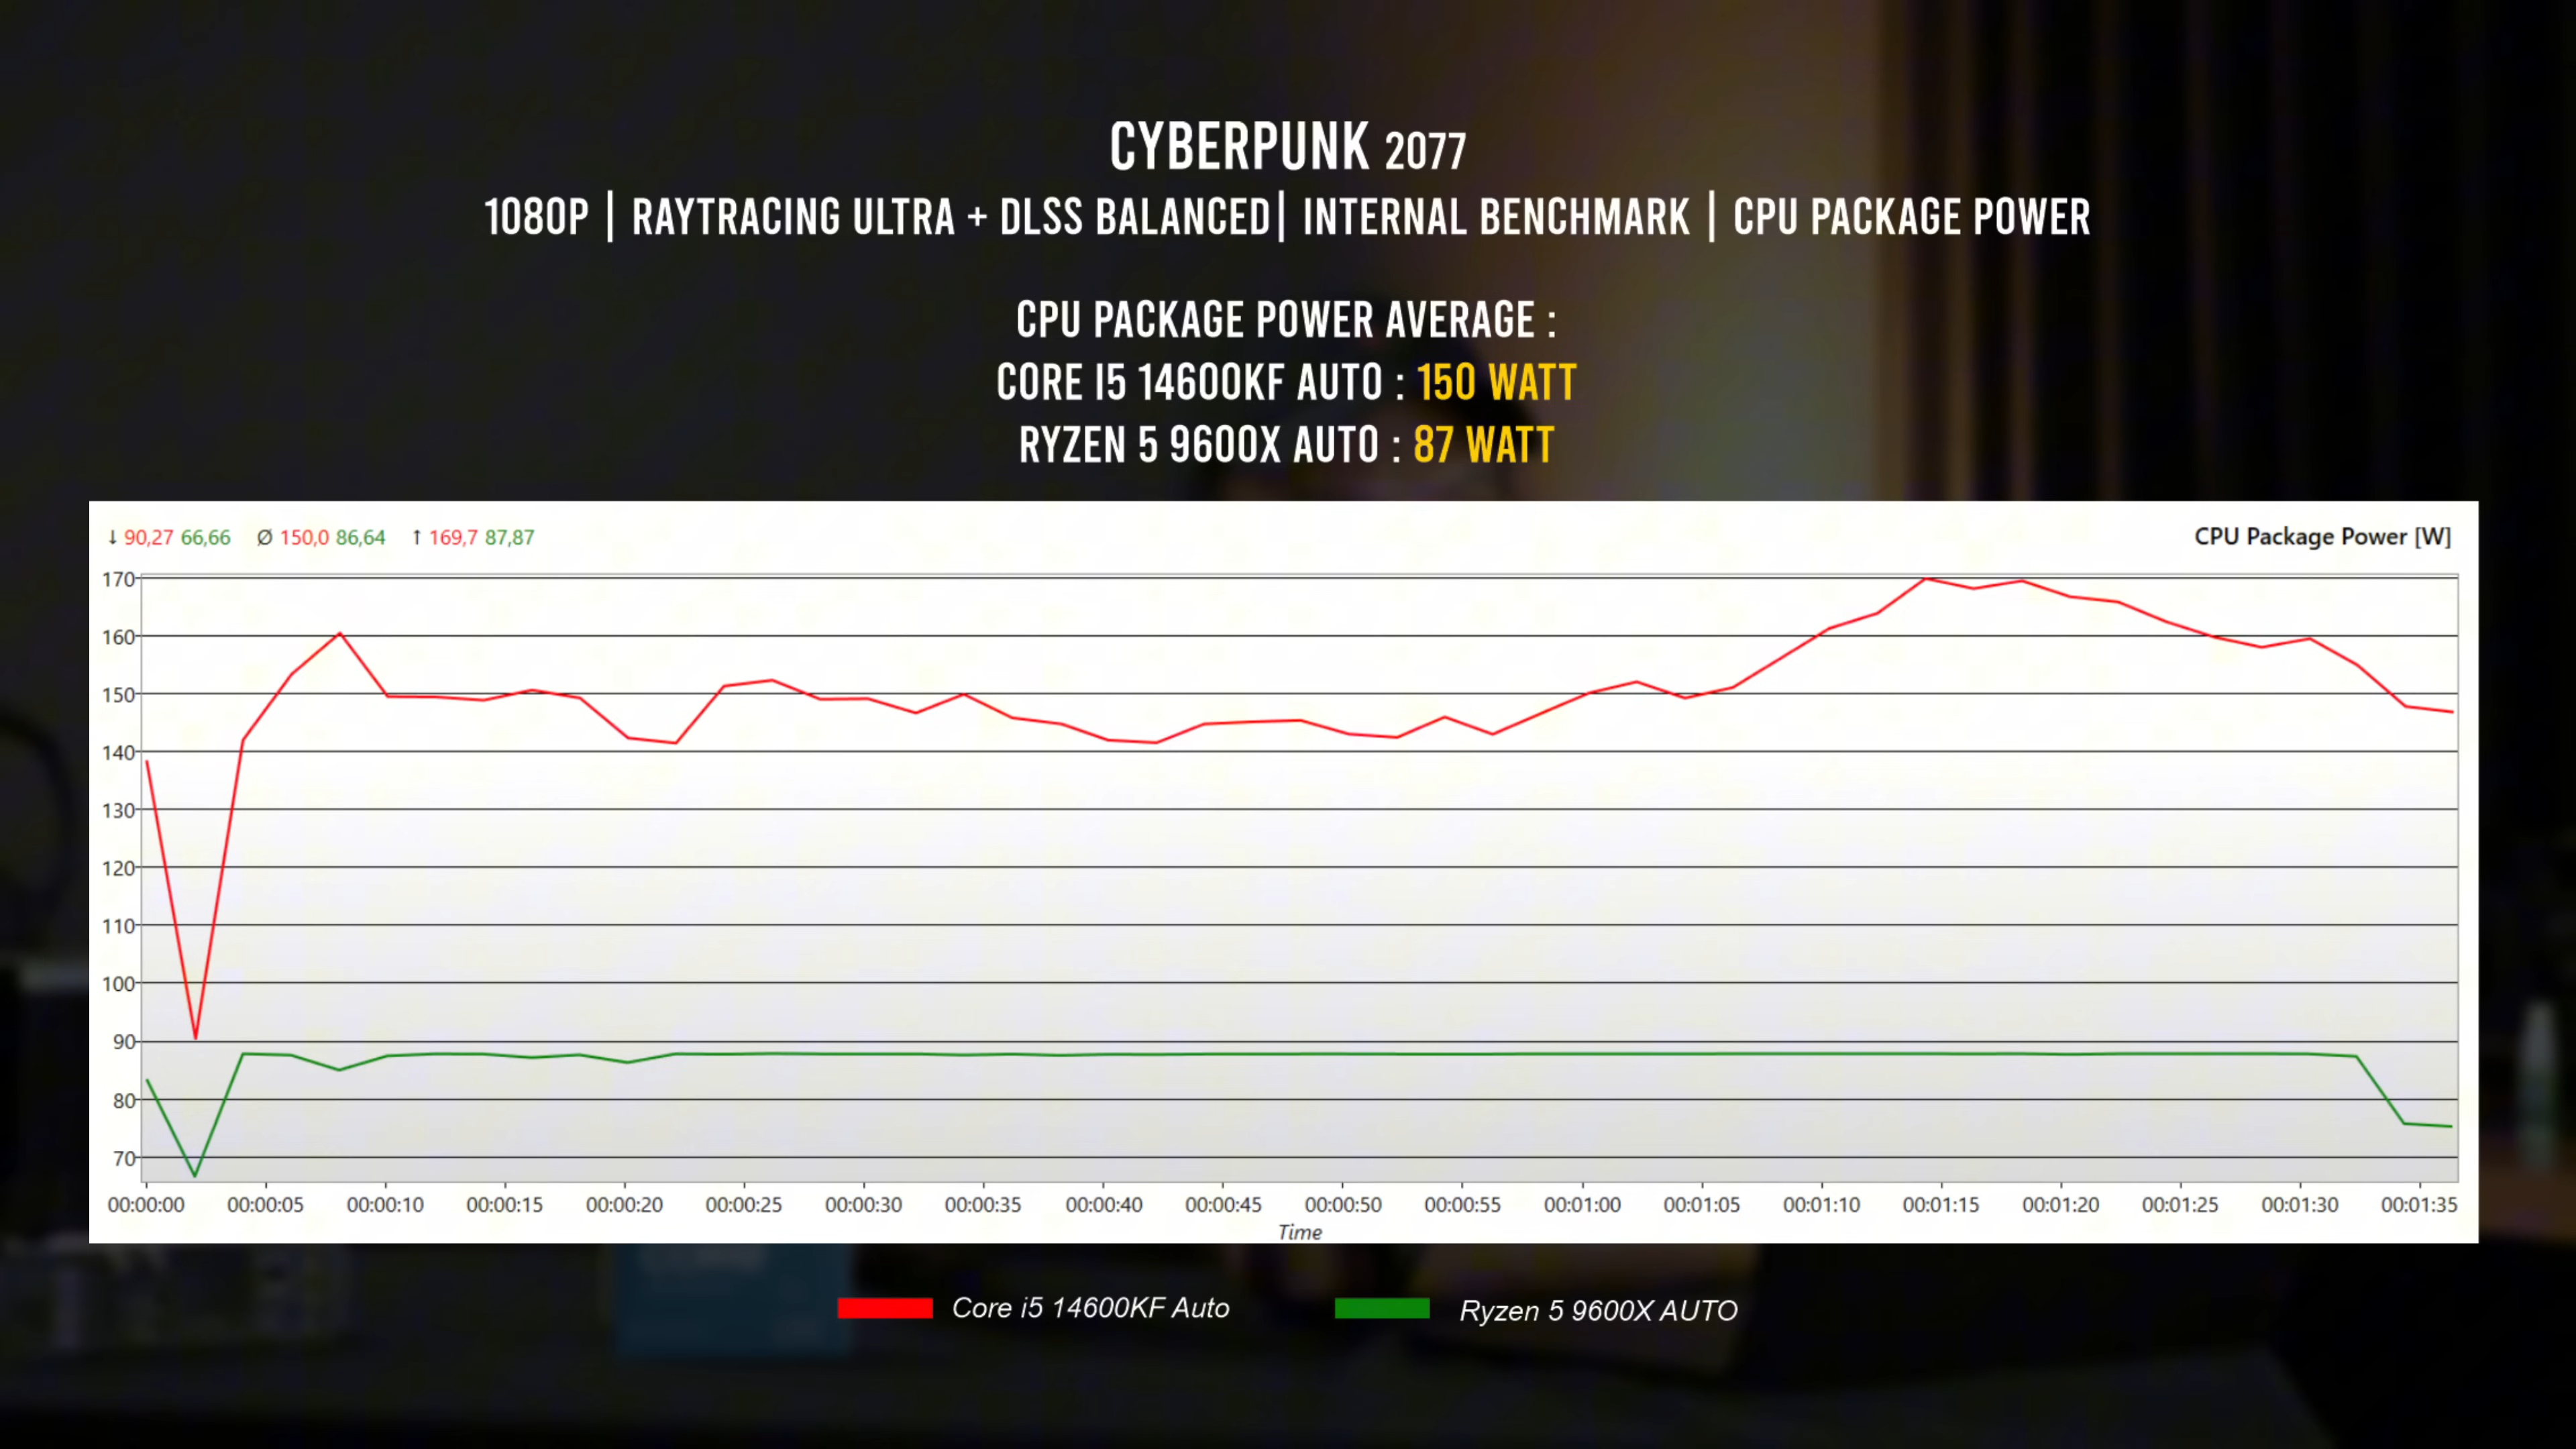 CYBERPUNK 2077
1080P | RAYTRACING ULTRA + DLSS BALANCED| INTERNAL BENCHMARK | CPU PACKAGE POWER
CPU PACKAGE POWER AVERAGE :
CORE I5 14600KF AUTO : 150 WATT
RYZEN 5 9600X AUTO : 87 WATT
↓ 90,27 66,66 Ø 150,0 86,64 ↑ 169,7 87,87
CPU Package Power [W]
170
160
150
140
130
120
110
100
90
80
70
00:00:00 00:00:05 00:00:10 00:00:15 00:00:20 00:00:25 00:00:30 00:00:35 00:00:40 00:00:45 00:00:50 00:00:55 00:01:00 00:01:05 00:01:10 00:01:15 00:01:20 00:01:25 00:01:30 00:01:35
Time
Core i5 14600KF Auto
Ryzen 5 9600X AUTO